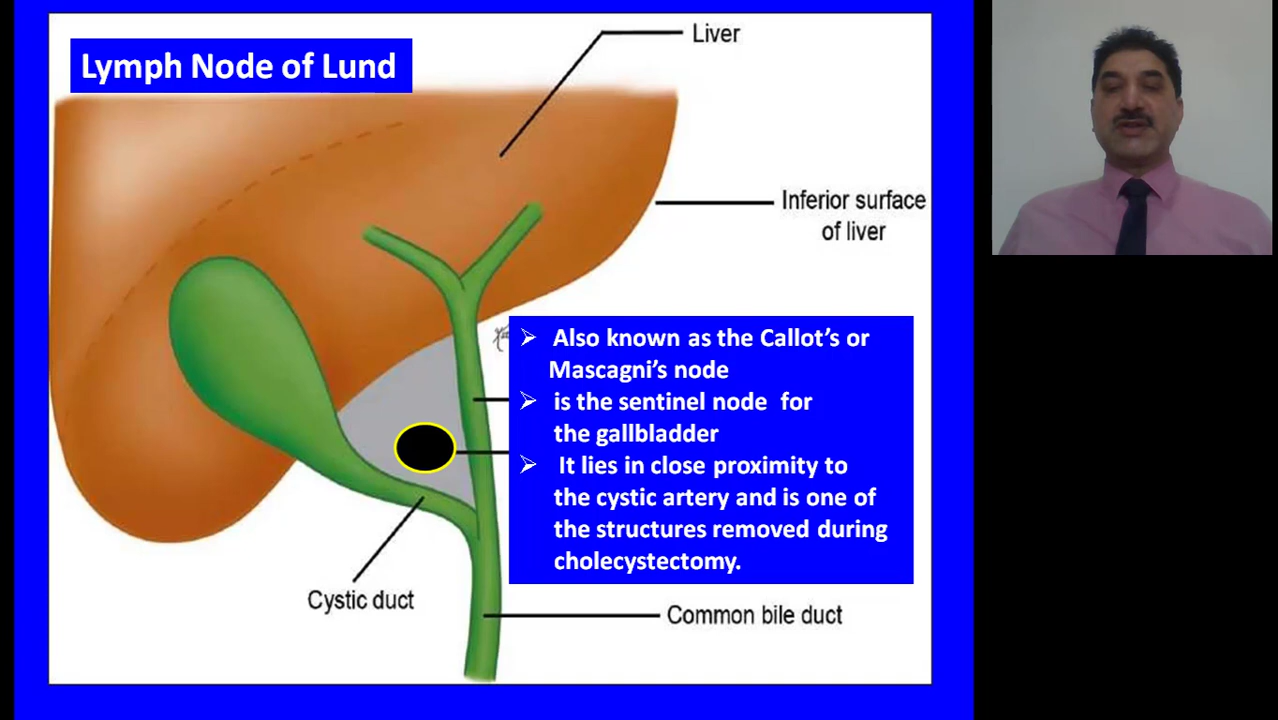 Lymph Node of Lund
Liver
Inferior surface
of liver
➢ Also known as the Callot's or
Mascagni's node
➢ is the sentinel node for
the gallbladder
➢ It lies in close proximity to
the cystic artery and is one of
the structures removed during
cholecystectomy.
Cystic duct
Common bile duct